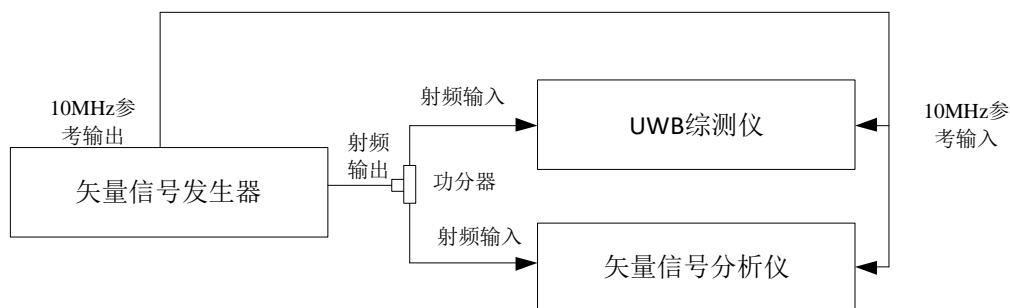 10MHz参
考输出
矢量信号发生器
射频
输出
功分器
射频输入
UWB综测仪
10MHz参
考输入
射频输入
矢量信号分析仪